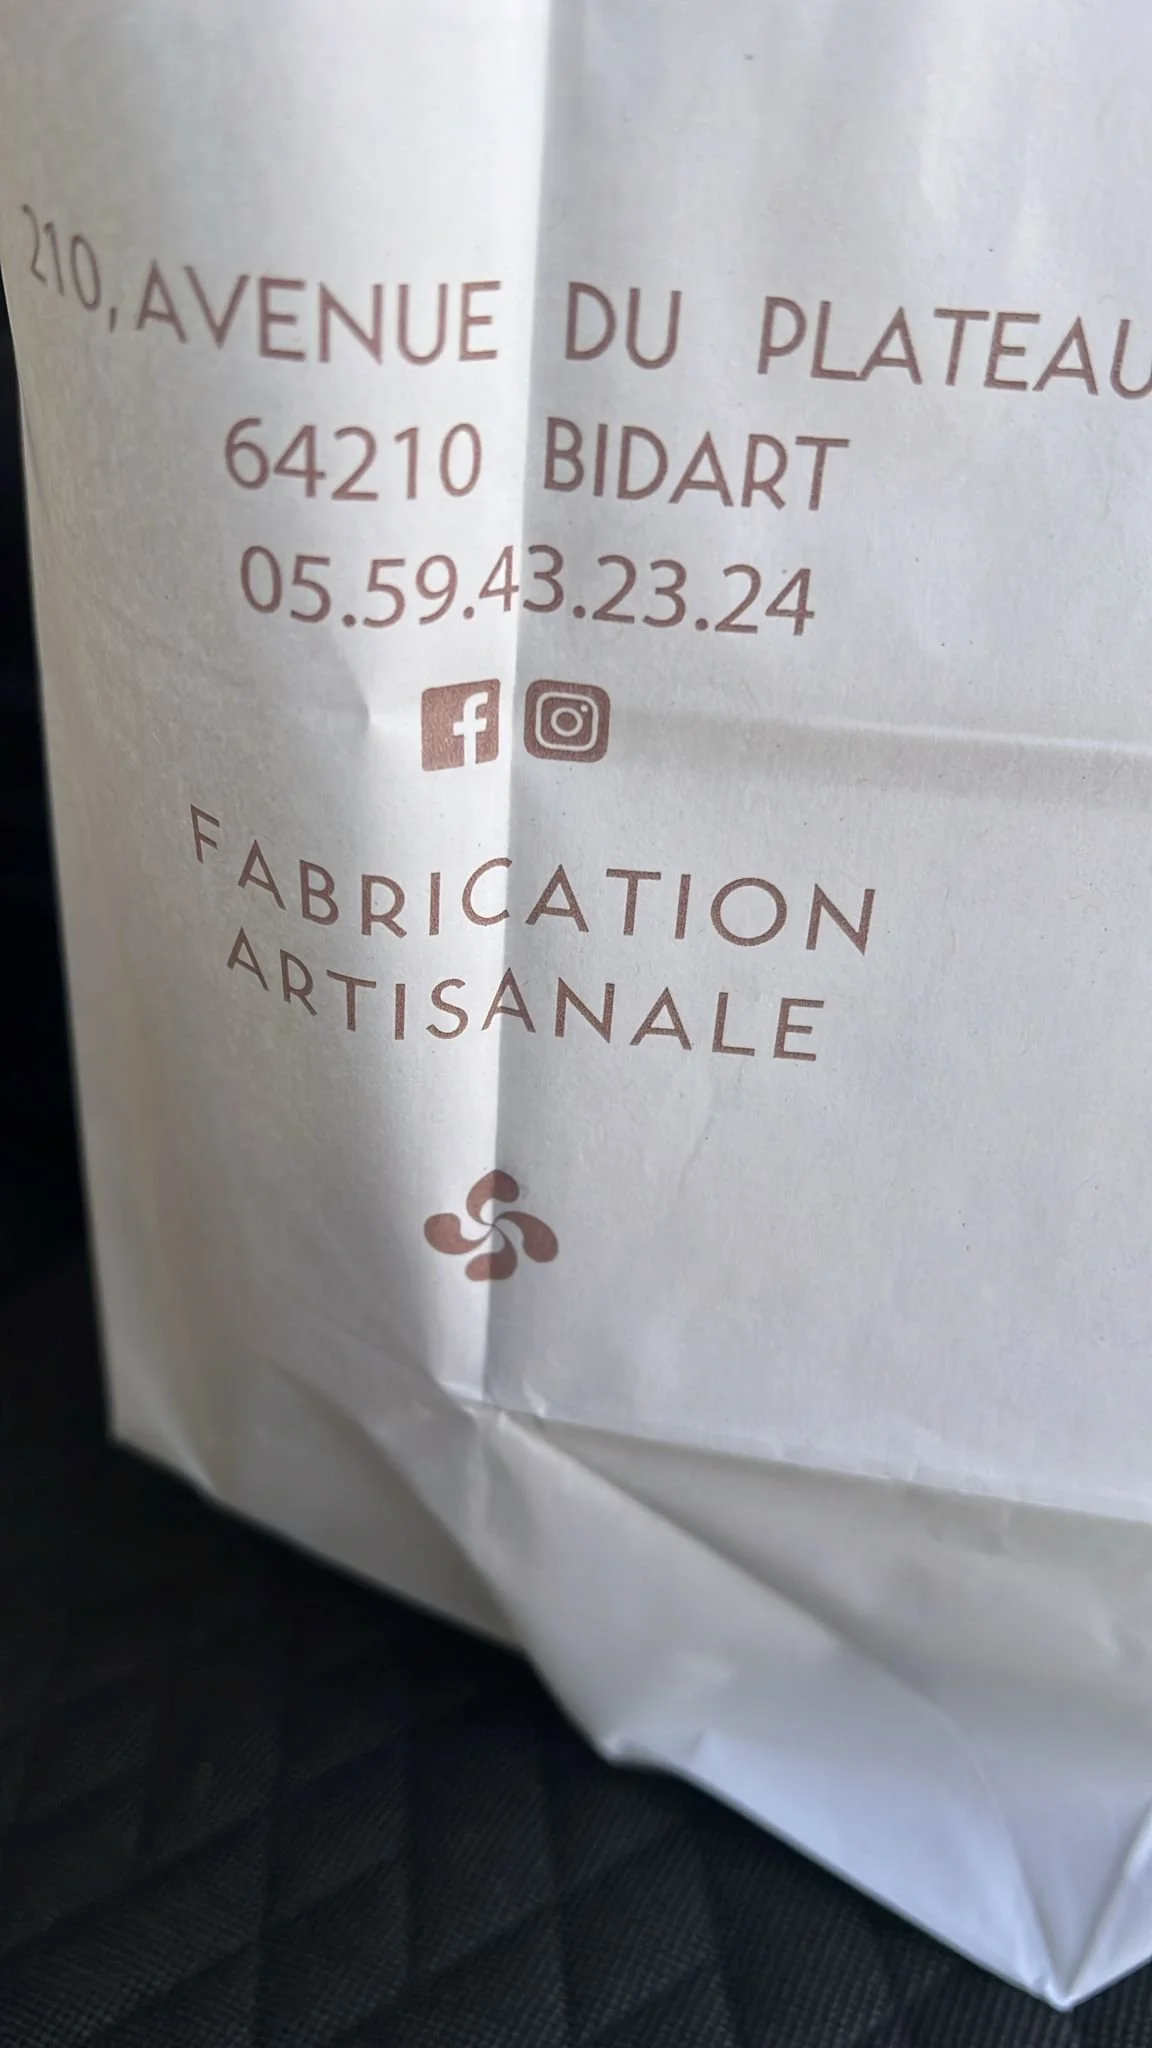 210, AVENUE DU PLATEAU
64210 BIDART
05.59.43.23.24
FABRICATION
ARTISANALE